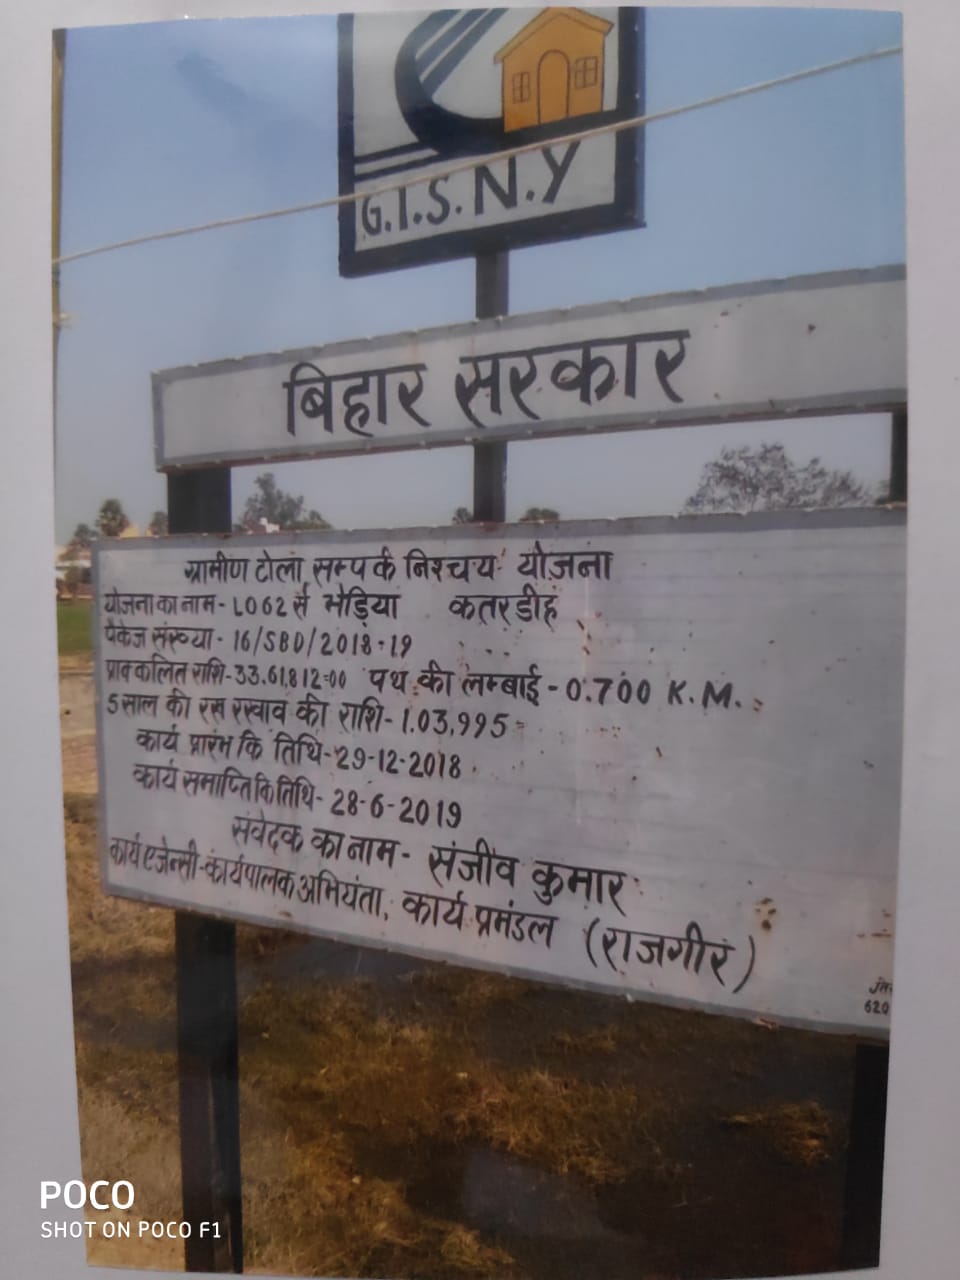 G.I.S.N.Y
बिहार सरकार
ग्रामीण टोला सम्पर्क निश्चय योजना
योजना का नाम - L062 से भेड़िया कतरडीह
पैकेज संख्या - 16/SBD/2018-19
प्राक्कलित राशि - 33.61,812=00 पथ की लम्बाई - 0.700 K.M.
5 साल की रख रखाव की राशि - 1.03,995
कार्य प्रारंभ कि तिथि - 29-12-2018
कार्य समाप्ति कि तिथि - 28-6-2019
संवेदक का नाम - संजीव कुमार
कार्य एजेन्सी - कार्यपालक अभियंता, कार्य प्रमंडल (राजगीर)
620
POCO
SHOT ON POCO F1